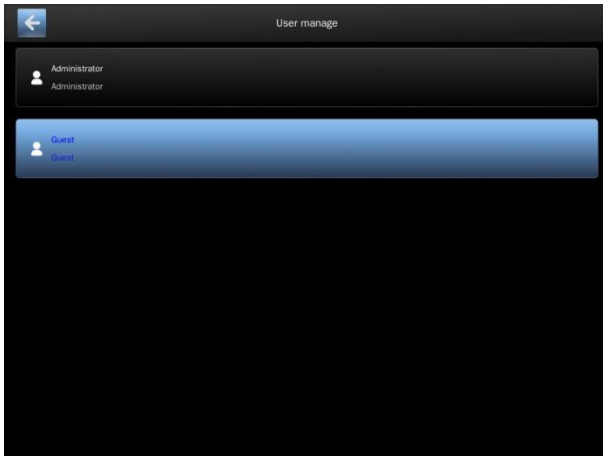 User manage
Administrator
Administrator
Guest
Guest